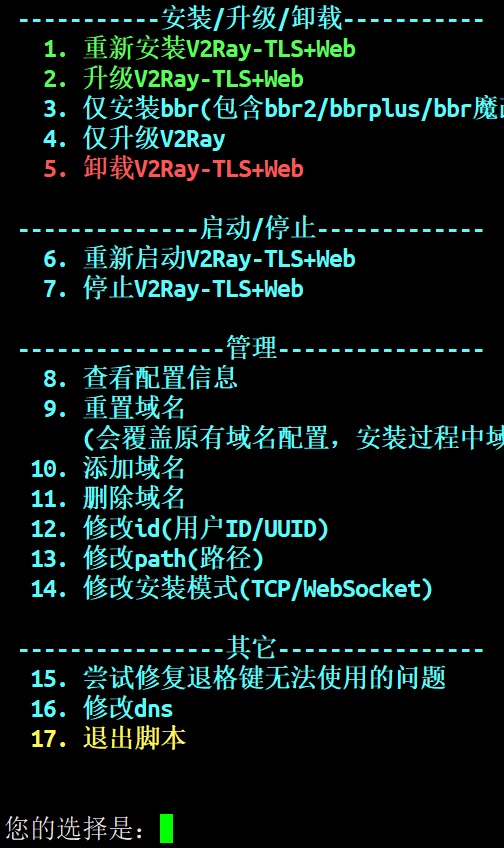 -----------安装/升级/卸载-----------
1. 重新安装V2Ray-TLS+Web
2. 升级V2Ray-TLS+Web
3. 仅安装bbr(包含bbr2/bbrplus/bbr魔
4. 仅升级V2Ray
5. 卸载V2Ray-TLS+Web
--------------启动/停止-------------
6. 重新启动V2Ray-TLS+Web
7. 停止V2Ray-TLS+Web
----------------管理----------------
8. 查看配置信息
9. 重置域名
(会覆盖原有域名配置，安装过程中域
10. 添加域名
11. 删除域名
12. 修改id(用户ID/UUID)
13. 修改path(路径)
14. 修改安装模式(TCP/WebSocket)
----------------其它----------------
15. 尝试修复退格键无法使用的问题
16. 修改dns
17. 退出脚本
您的选择是：